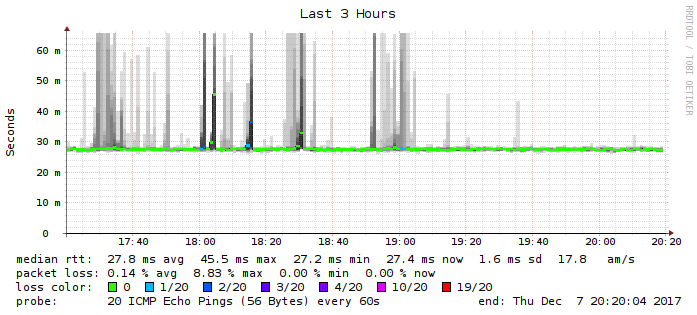 Last 3 Hours
RRDTOOL / TOBI OETIKER
Seconds
60 m
50 m
40 m
30 m
20 m
10 m
0
17:40 18:00 18:20 18:40 19:00 19:20 19:40 20:00 20:20
median rtt: 27.8 ms avg 45.5 ms max 27.2 ms min 27.4 ms now 1.6 ms sd 17.8 am/s
packet loss: 0.14 % avg 8.83 % max 0.00 % min 0.00 % now
loss color: 0 1/20 2/20 3/20 4/20 10/20 19/20
probe: 20 ICMP Echo Pings (56 Bytes) every 60s end: Thu Dec 7 20:20:04 2017